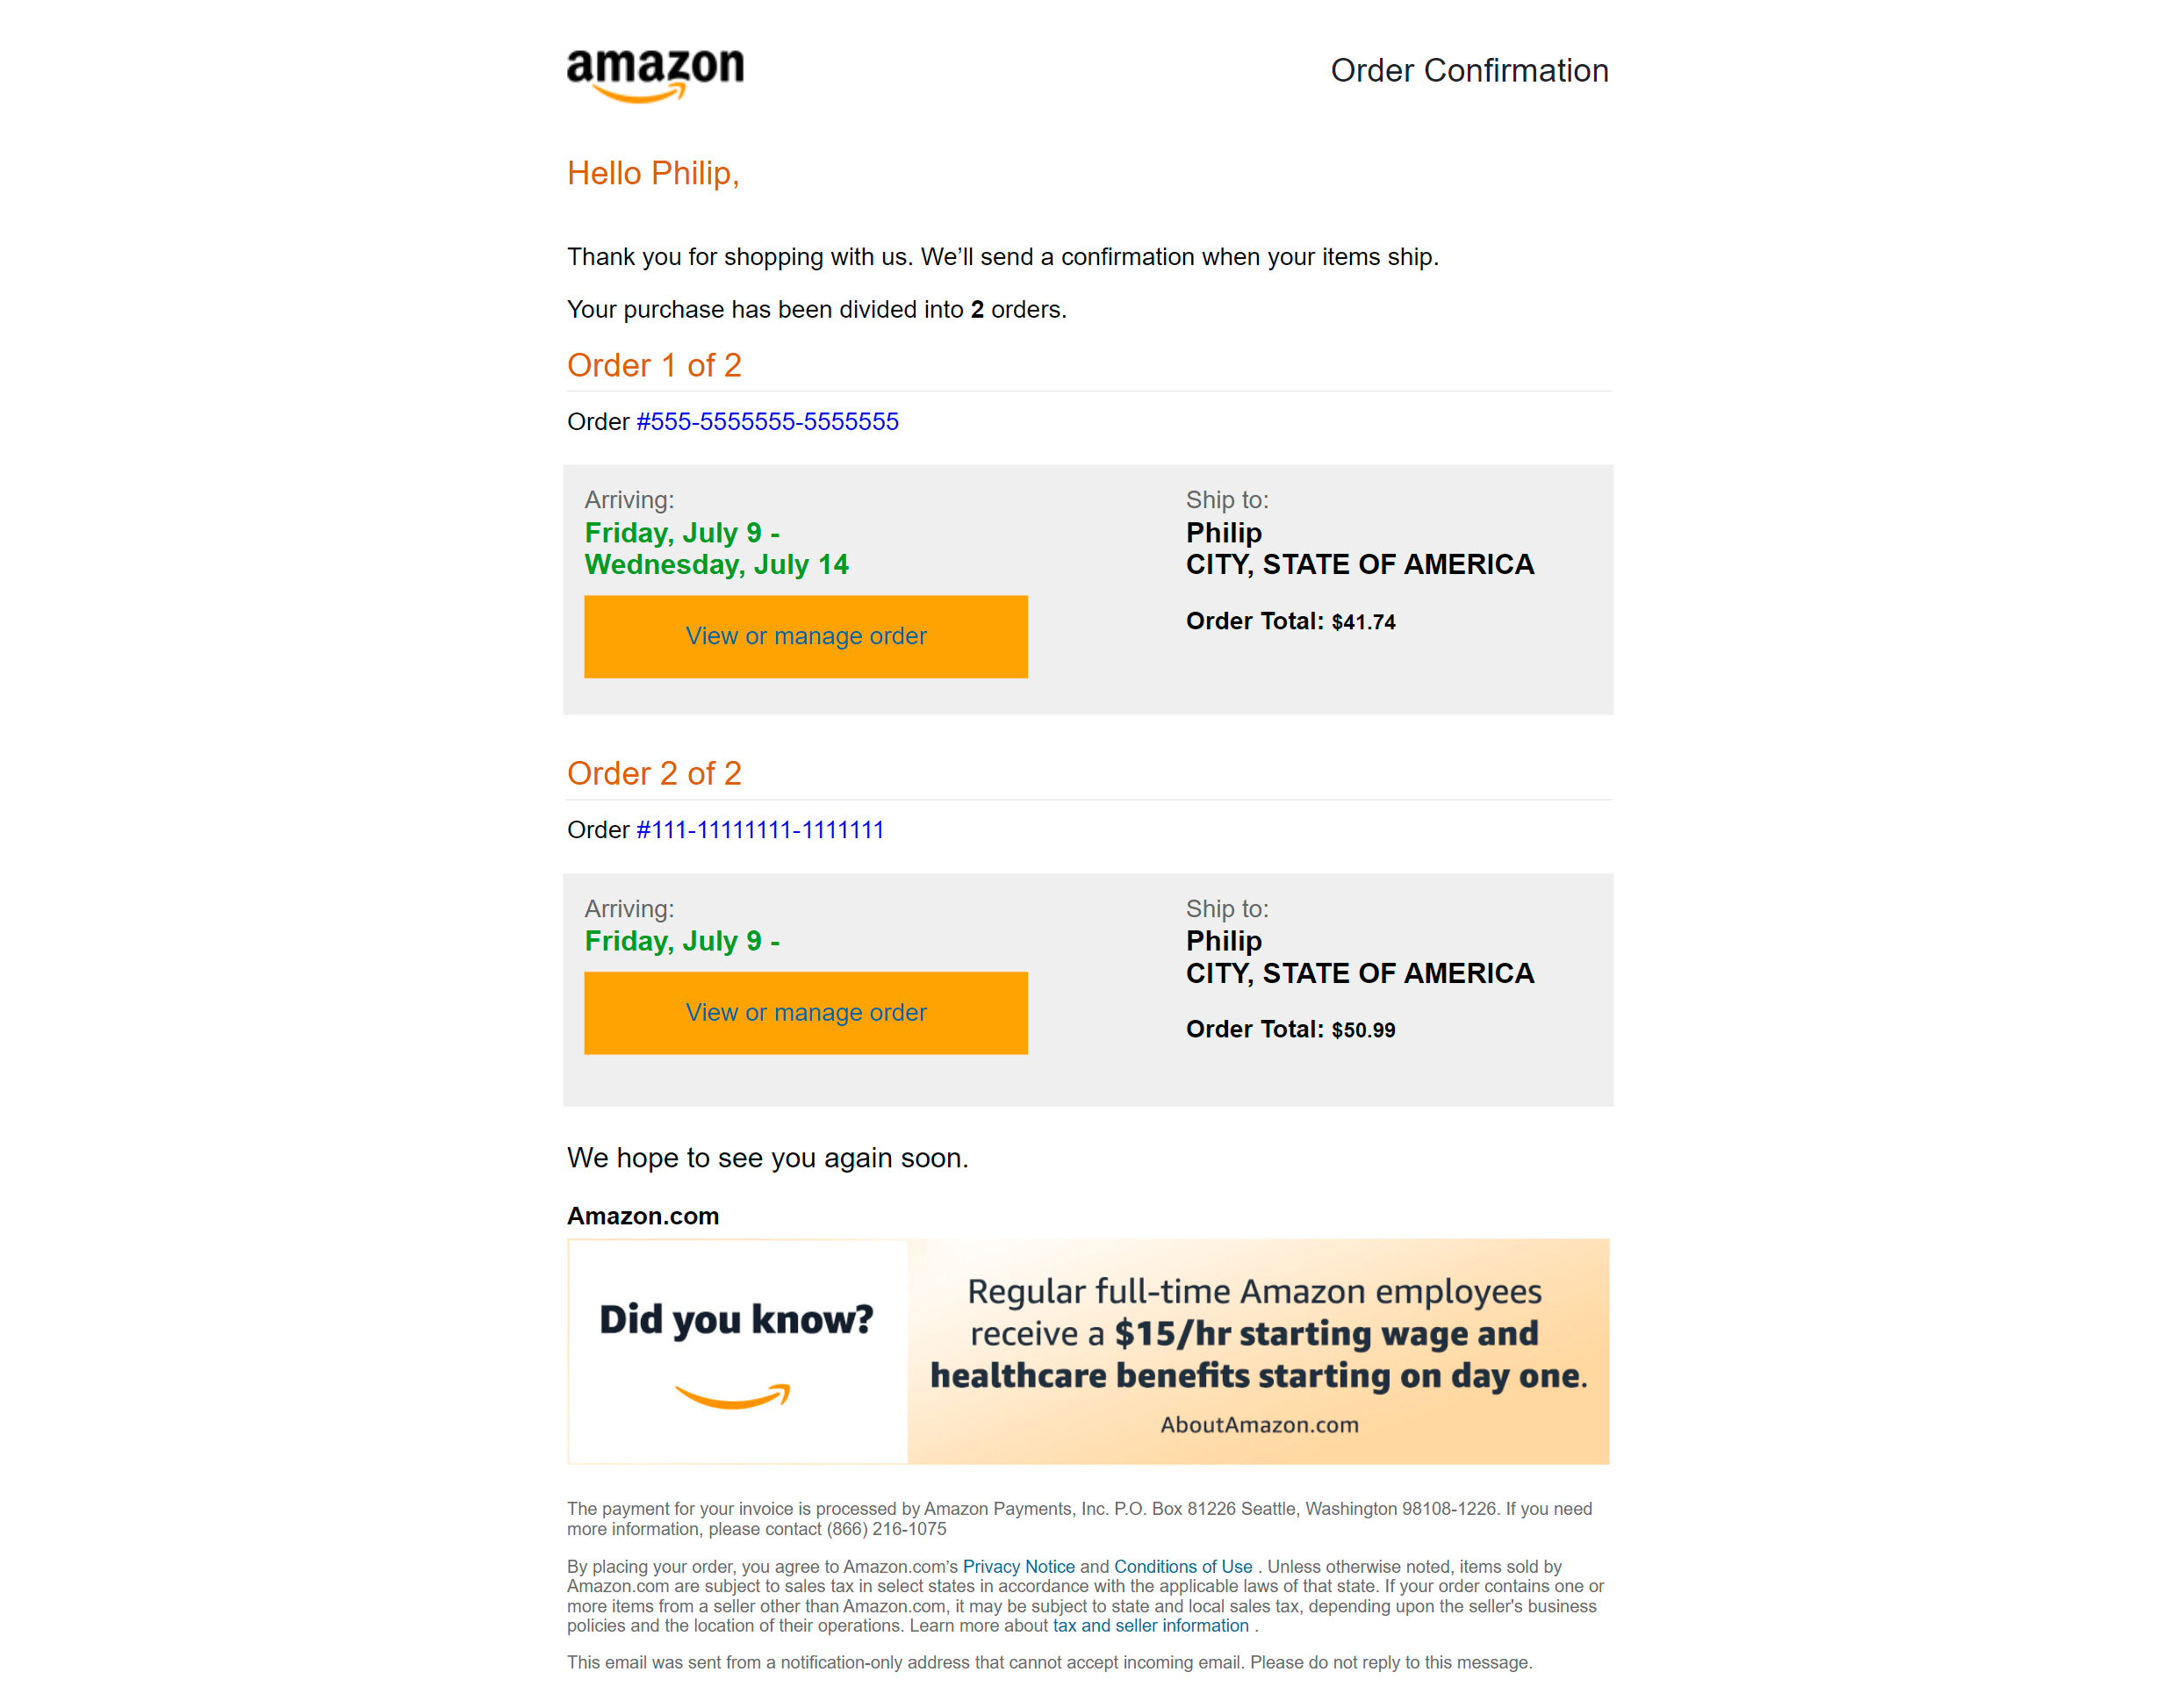 amazon
Order Confirmation
Hello Philip,
Thank you for shopping with us. We’ll send a confirmation when your items ship.
Your purchase has been divided into 2 orders.
Order 1 of 2
Order #555-5555555-5555555
Arriving:
Friday, July 9 -
Wednesday, July 14
View or manage order
Ship to:
Philip
CITY, STATE OF AMERICA
Order Total: $41.74
Order 2 of 2
Order #111-11111111-1111111
Arriving:
Friday, July 9 -
View or manage order
Ship to:
Philip
CITY, STATE OF AMERICA
Order Total: $50.99
We hope to see you again soon.
Amazon.com
Did you know?
Regular full-time Amazon employees
receive a $15/hr starting wage and
healthcare benefits starting on day one.
AboutAmazon.com
The payment for your invoice is processed by Amazon Payments, Inc. P.O. Box 81226 Seattle, Washington 98108-1226. If you need
more information, please contact (866) 216-1075
By placing your order, you agree to Amazon.com’s Privacy Notice and Conditions of Use . Unless otherwise noted, items sold by
Amazon.com are subject to sales tax in select states in accordance with the applicable laws of that state. If your order contains one or
more items from a seller other than Amazon.com, it may be subject to state and local sales tax, depending upon the seller's business
policies and the location of their operations. Learn more about tax and seller information .
This email was sent from a notification-only address that cannot accept incoming email. Please do not reply to this message.